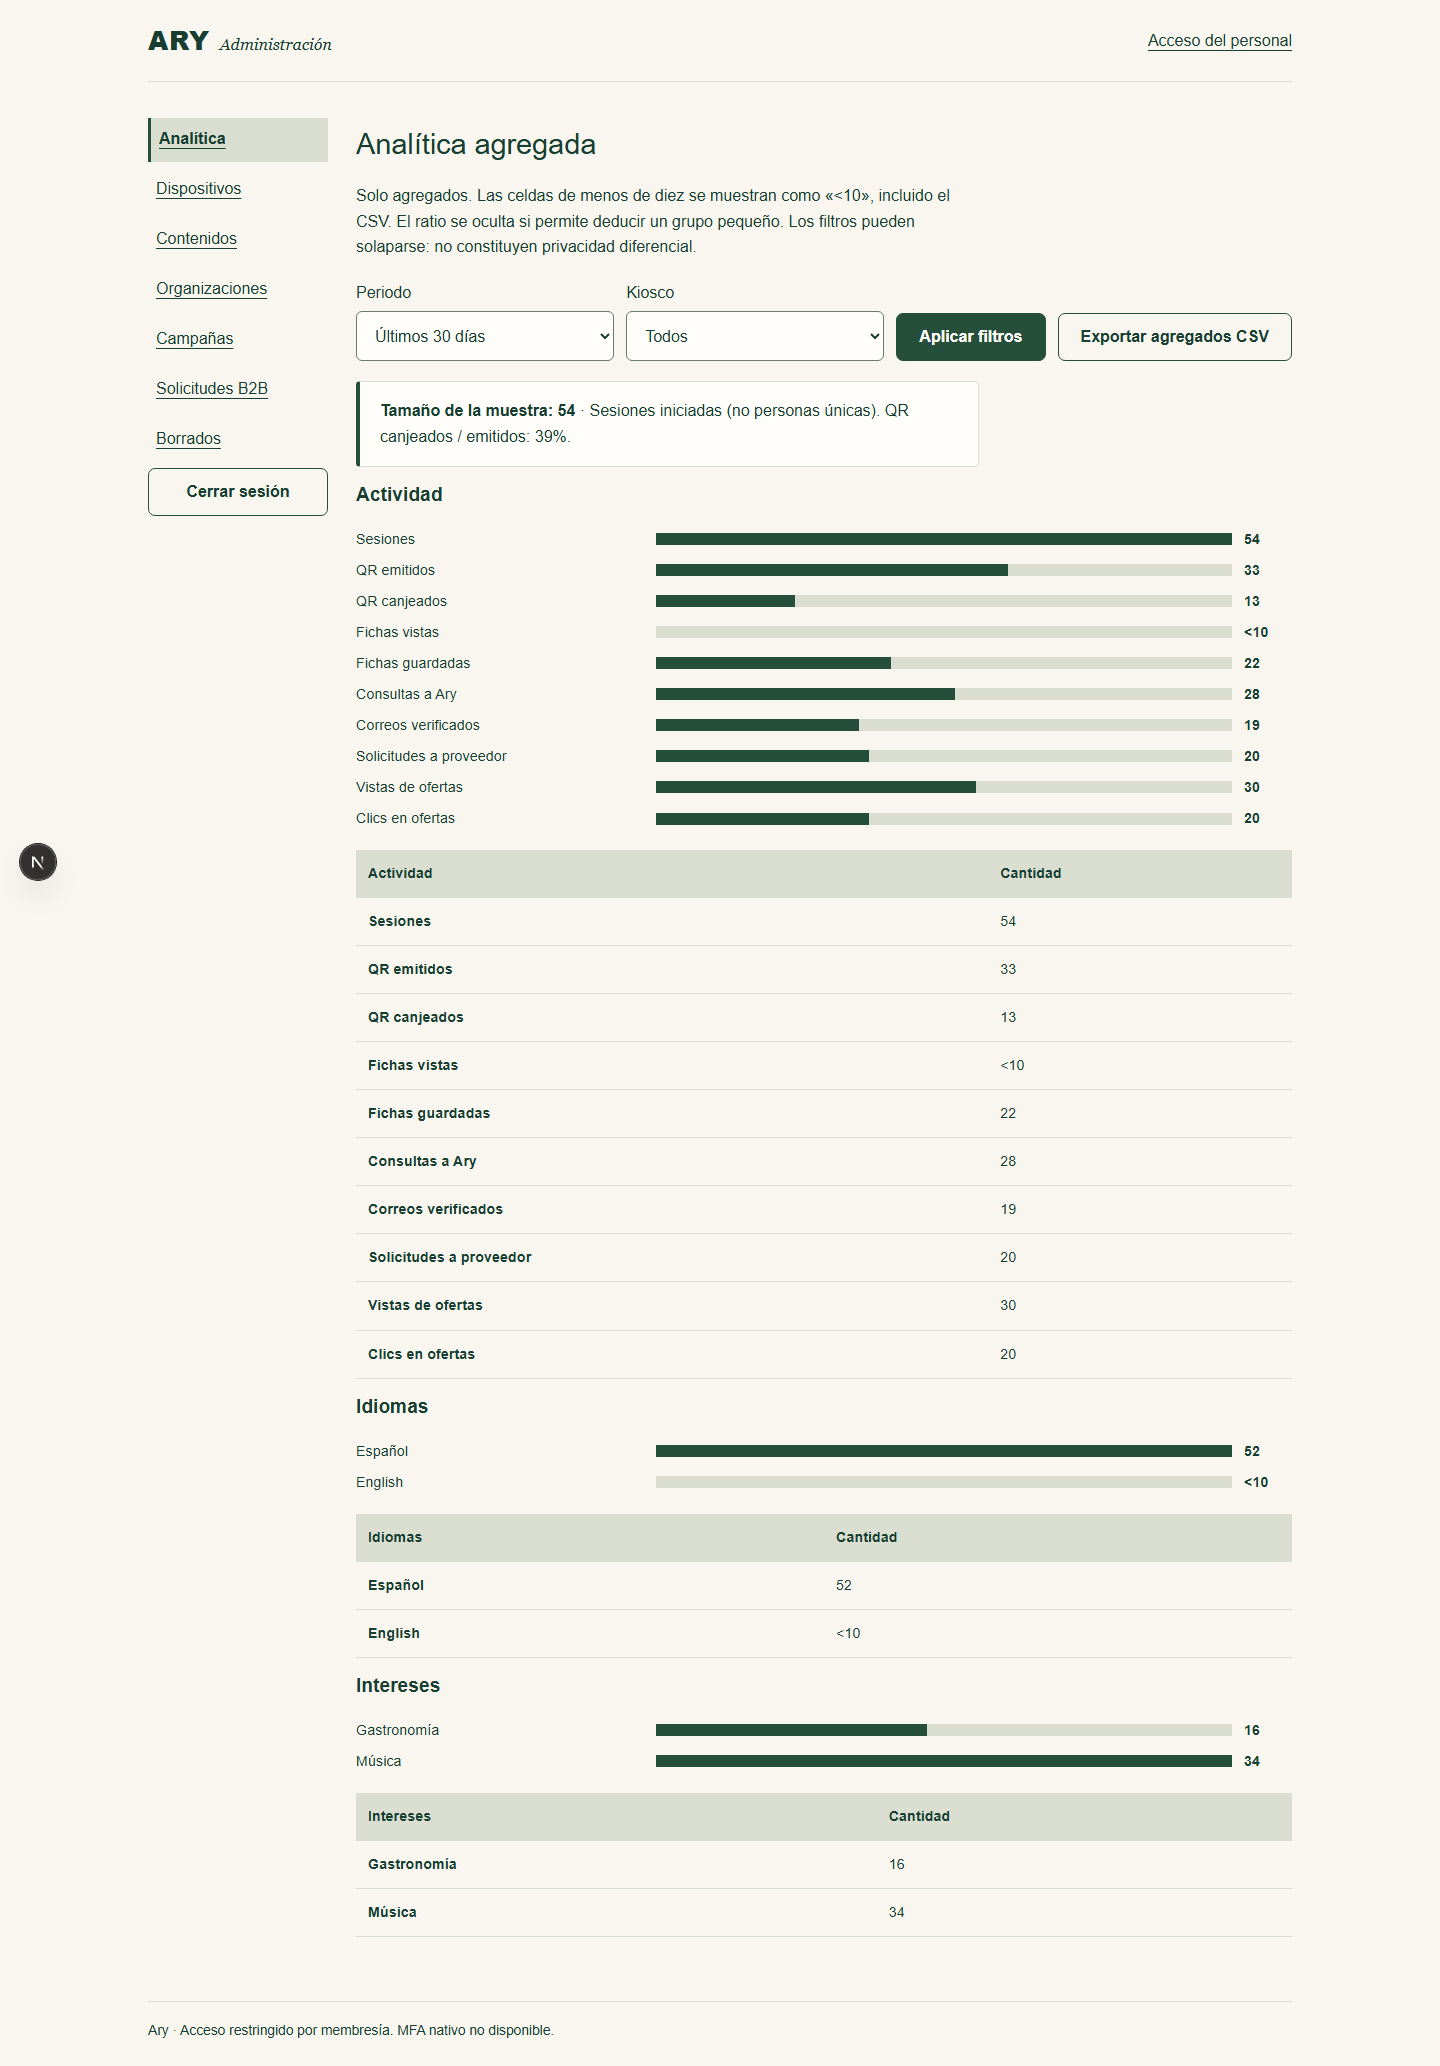 ARY Administración
Acceso del personal
Analítica
Dispositivos
Contenidos
Organizaciones
Campañas
Solicitudes B2B
Borrados
Cerrar sesión
Analítica agregada
Solo agregados. Las celdas de menos de diez se muestran como «<10», incluido el
CSV. El ratio se oculta si permite deducir un grupo pequeño. Los filtros pueden
solaparse: no constituyen privacidad diferencial.
Periodo
Kiosco
Últimos 30 días
Todos
Aplicar filtros
Exportar agregados CSV
Tamaño de la muestra: 54 · Sesiones iniciadas (no personas únicas). QR
canjeados / emitidos: 39%.
Actividad
Sesiones 54
QR emitidos 33
QR canjeados 13
Fichas vistas <10
Fichas guardadas 22
Consultas a Ary 28
Correos verificados 19
Solicitudes a proveedor 20
Vistas de ofertas 30
Clics en ofertas 20
N
Actividad Cantidad
Sesiones 54
QR emitidos 33
QR canjeados 13
Fichas vistas <10
Fichas guardadas 22
Consultas a Ary 28
Correos verificados 19
Solicitudes a proveedor 20
Vistas de ofertas 30
Clics en ofertas 20
Idiomas
Español 52
English <10
Idiomas Cantidad
Español 52
English <10
Intereses
Gastronomía 16
Música 34
Intereses Cantidad
Gastronomía 16
Música 34
Ary · Acceso restringido por membresía. MFA nativo no disponible.